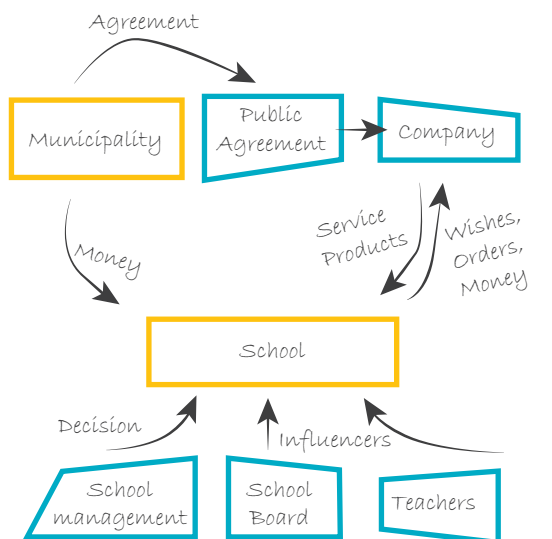 Agreement
Municipality
Public
Agreement
Company
Money
Service
Products
Wishes,
Orders,
Money
School
Decision
Influencers
School
management
School
Board
Teachers